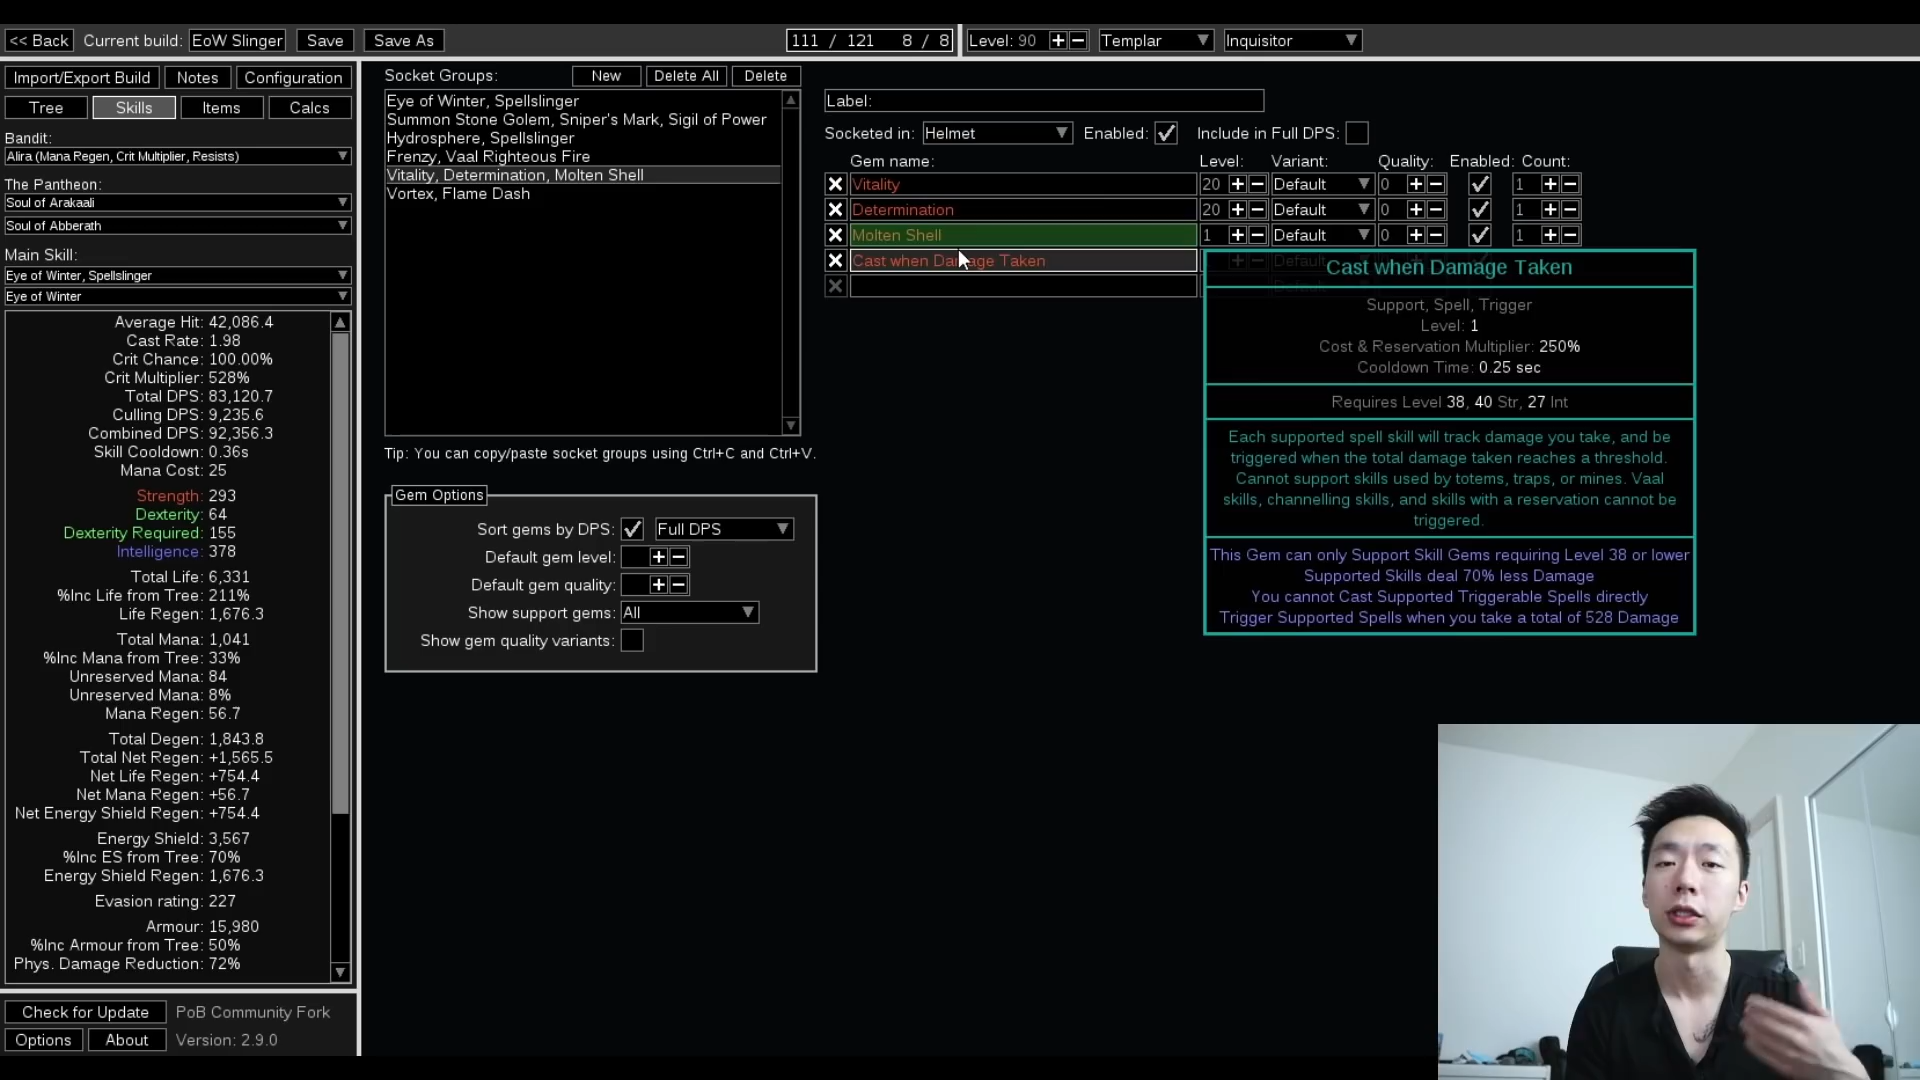 << Back Current build: EoW Slinger Save Save As 111 / 121 8 / 8 Level: 90 Templar Inquisitor
Import/Export Build Notes Configuration
Tree Skills Items Calcs
Bandit:
Alira (Mana Regen, Crit Multiplier, Resists)
The Pantheon:
Soul of Arakaali
Soul of Abberath
Main Skill:
Eye of Winter, Spellslinger
Eye of Winter
Average Hit: 42,086.4
Cast Rate: 1.98
Crit Chance: 100.00%
Crit Multiplier: 528%
Total DPS: 83,120.7
Culling DPS: 9,235.6
Combined DPS: 92,356.3
Skill Cooldown: 0.36s
Mana Cost: 25
Strength: 293
Dexterity: 64
Dexterity Required: 155
Intelligence: 378
Total Life: 6,331
%Inc Life from Tree: 211%
Life Regen: 1,676.3
Total Mana: 1,041
%Inc Mana from Tree: 33%
Unreserved Mana: 84
Unreserved Mana: 8%
Mana Regen: 56.7
Total Degen: 1,843.8
Total Net Regen: +1,565.5
Net Life Regen: +754.4
Net Mana Regen: +56.7
Net Energy Shield Regen: +754.4
Energy Shield: 3,567
%Inc ES from Tree: 70%
Energy Shield Regen: 1,676.3
Evasion rating: 227
Armour: 15,980
%Inc Armour from Tree: 50%
Phys. Damage Reduction: 72%
Check for Update PoB Community Fork
Options About Version: 2.9.0
Socket Groups: New Delete All Delete
Eye of Winter, Spellslinger
Summon Stone Golem, Sniper's Mark, Sigil of Power
Hydrosphere, Spellslinger
Frenzy, Vaal Righteous Fire
Vitality, Determination, Molten Shell
Vortex, Flame Dash
Tip: You can copy/paste socket groups using Ctrl+C and Ctrl+V.
Gem Options
Sort gems by DPS: Full DPS
Default gem level:
Default gem quality:
Show support gems: All
Show gem quality variants:
Label:
Socketed in: Helmet Enabled: Include in Full DPS:
Gem name: Level: Variant: Quality: Enabled: Count:
Vitality 20 Default 0 1
Determination 20 Default 0 1
Molten Shell 1 Default 0 1
Cast when Damage Taken
Cast when Damage Taken
Support, Spell, Trigger
Level: 1
Cost & Reservation Multiplier: 250%
Cooldown Time: 0.25 sec
Requires Level 38, 40 Str, 27 Int
Each supported spell skill will track damage you take, and be
triggered when the total damage taken reaches a threshold.
Cannot support skills used by totems, traps, or mines. Vaal
skills, channelling skills, and skills with a reservation cannot be
triggered.
This Gem can only Support Skill Gems requiring Level 38 or lower
Supported Skills deal 70% less Damage
You cannot Cast Supported Triggerable Spells directly
Trigger Supported Spells when you take a total of 528 Damage